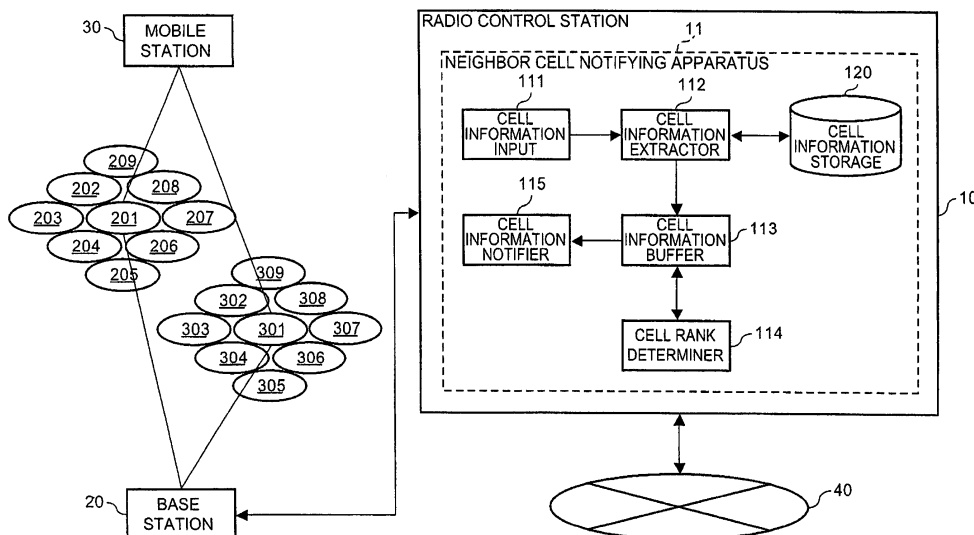 30
MOBILE
STATION
209
202
208
203
201
207
204
206
205
309
302
308
303
301
307
304
306
305
20
BASE
STATION
RADIO CONTROL STATION
11
NEIGHBOR CELL NOTIFYING APPARATUS
111
CELL
INFORMATION
INPUT
112
CELL
INFORMATION
EXTRACTOR
120
CELL
INFORMATION
STORAGE
115
CELL
INFORMATION
NOTIFIER
CELL
INFORMATION
BUFFER
113
CELL RANK
DETERMINER
114
10
40